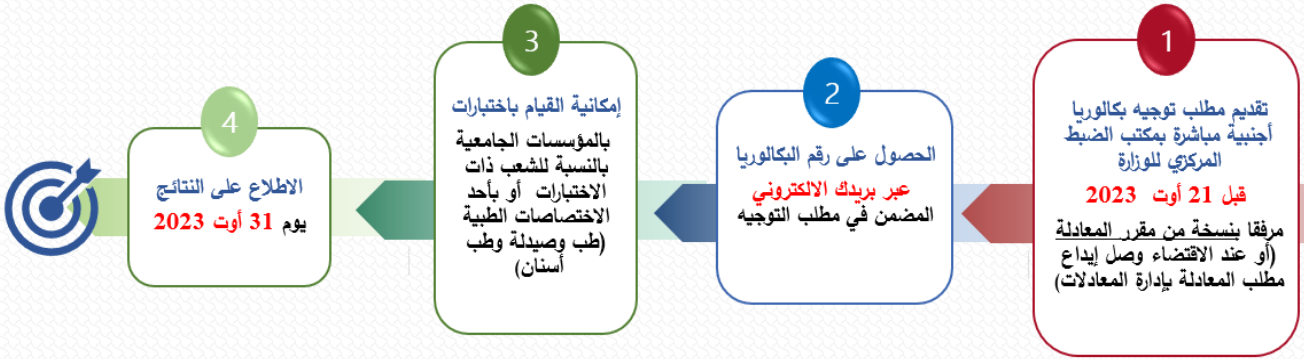 1
تقديم مطلب توجيه بكالوريا
أجنبية مباشرة بمكتب الضبط
المركزي للوزارة
قبل 21 أوت 2023
مرفقا بنسخة من مقرر المعادلة
(أو عند الاقتضاء وصل إيداع
مطلب المعادلة بإدارة المعادلات)
2
الحصول على رقم البكالوريا
عبر بريدك الالكتروني
المضمن في مطلب التوجيه
3
إمكانية القيام باختبارات
بالمؤسسات الجامعية
بالنسبة للشعب ذات
الاختبارات أو بأحد
الاختصاصات الطبية
(طب وصيدلة وطب
أسنان)
4
الاطلاع على النتائج
يوم 31 أوت 2023